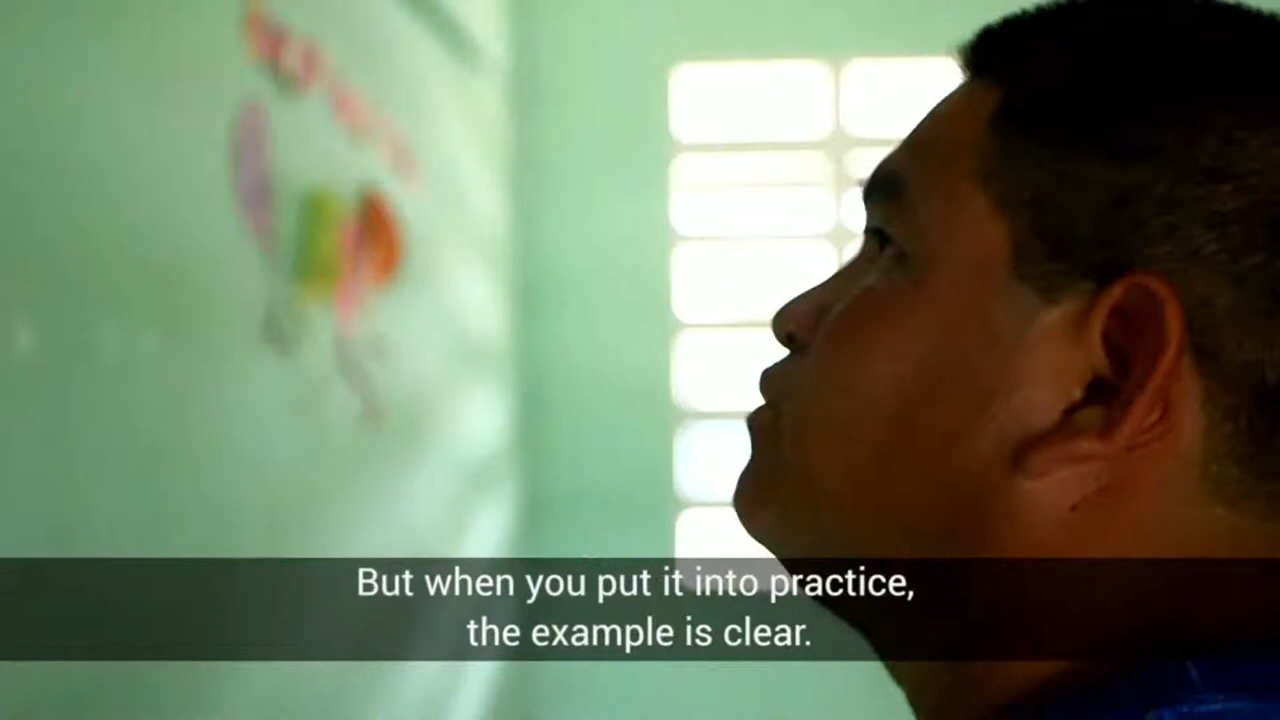 But when you put it into practice,
the example is clear.